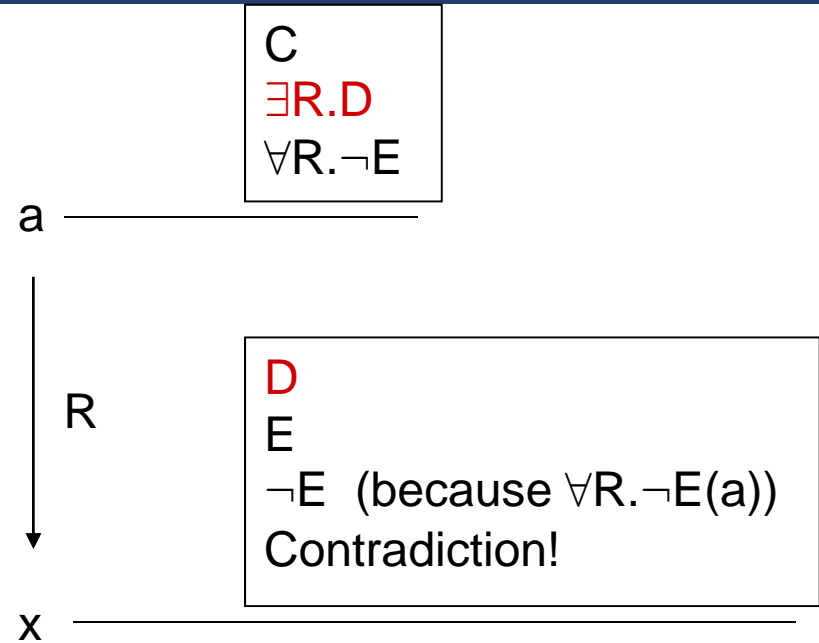 C
∃R.D
∀R.¬E
a
R
D
E
¬E (because ∀R.¬E(a))
Contradiction!
x